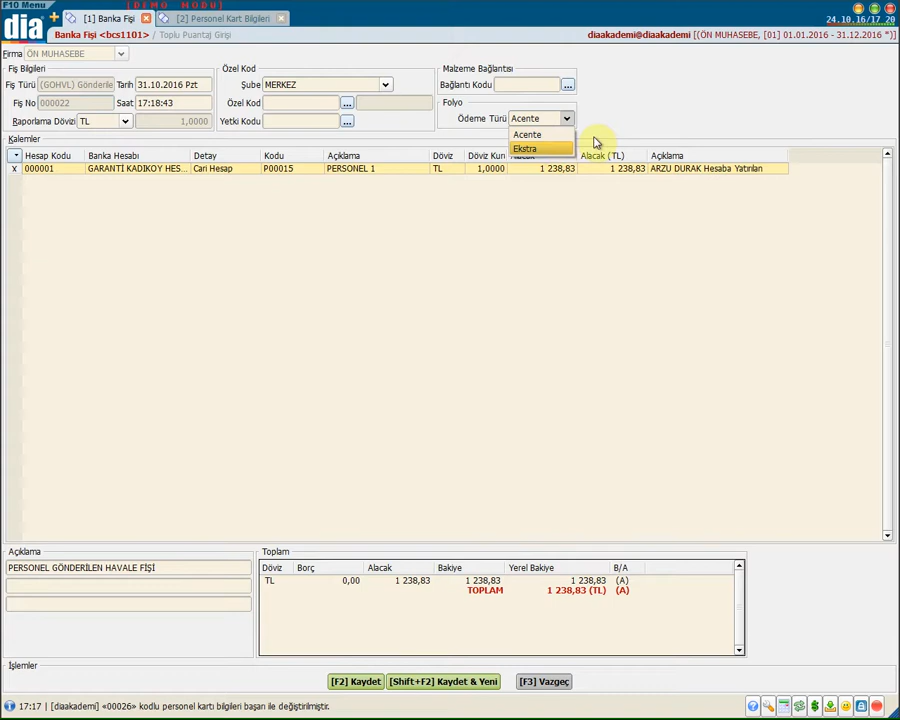 F10 Menu
[ D E M O  M O D U ]
dia
[1] Banka Fişi
[2] Personel Kart Bilgileri
24.10.16/17 20
Banka Fişi <bcs1101> / Toplu Puantaj Girişi
diaakademi@diaakademi [(ÖN MUHASEBE, [01] 01.01.2016 - 31.12.2016 *)]
Firma ÖN MUHASEBE
Fiş Bilgileri
Özel Kod
Malzeme Bağlantısı
Fiş Türü (GOHVL) Gönderile Tarih 31.10.2016 Pzt
Şube MERKEZ
Bağlantı Kodu ...
Fiş No 000022 Saat 17:18:43
Özel Kod ...
Folyo
Raporlama Dövizi TL 1,0000
Yetki Kodu ...
Ödeme Türü Acente
Acente
Ekstra
Kalemler
Hesap Kodu Banka Hesabı Detay Kodu Açıklama Döviz Döviz Kuru Alacak Alacak (TL) Açıklama
x 000001 GARANTİ KADIKÖY HES... Cari Hesap P00015 PERSONEL 1 TL 1,0000 1 238,83 1 238,83 ARZU DURAK Hesaba Yatırılan
Açıklama
PERSONEL GÖNDERİLEN HAVALE FİŞİ
Toplam
Döviz Borç Alacak Bakiye Yerel Bakiye B/A
TL 0,00 1 238,83 1 238,83 1 238,83 (A)
TOPLAM 1 238,83 (TL) (A)
İşlemler
[F2] Kaydet [Shift+F2] Kaydet & Yeni [F3] Vazgeç
17:17 | [diaakademi] «00026» kodlu personel kart bilgileri başarı ile değiştirilmiştir.